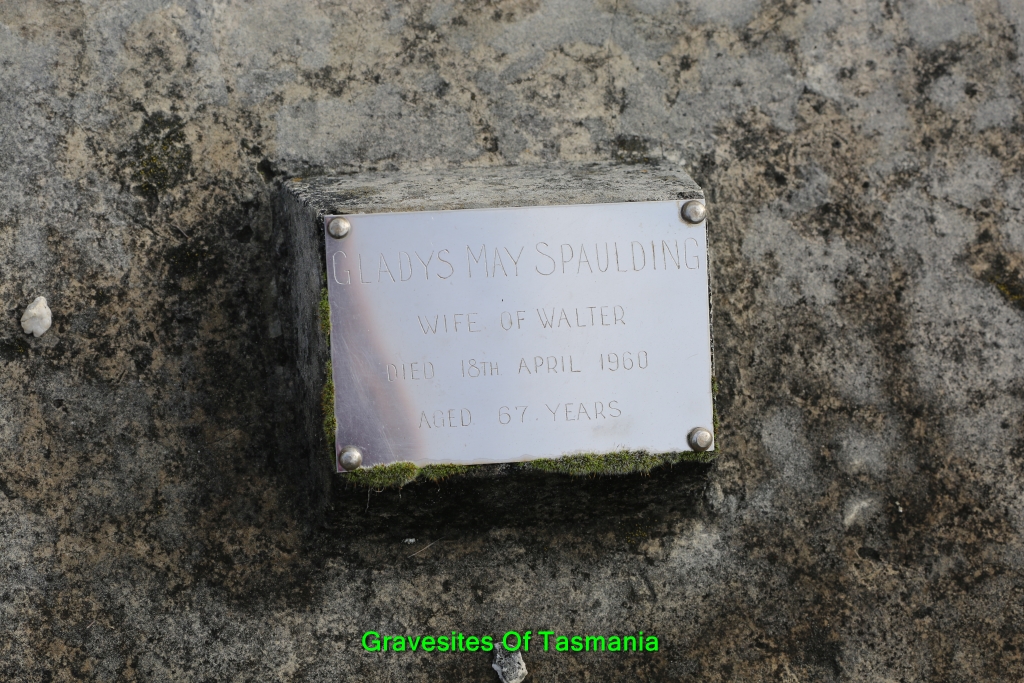 GLADYS MAY SPAULDING
WIFE OF WALTER
DIED 18TH APRIL 1960
AGED 67 YEARS
Gravesites Of Tasmania